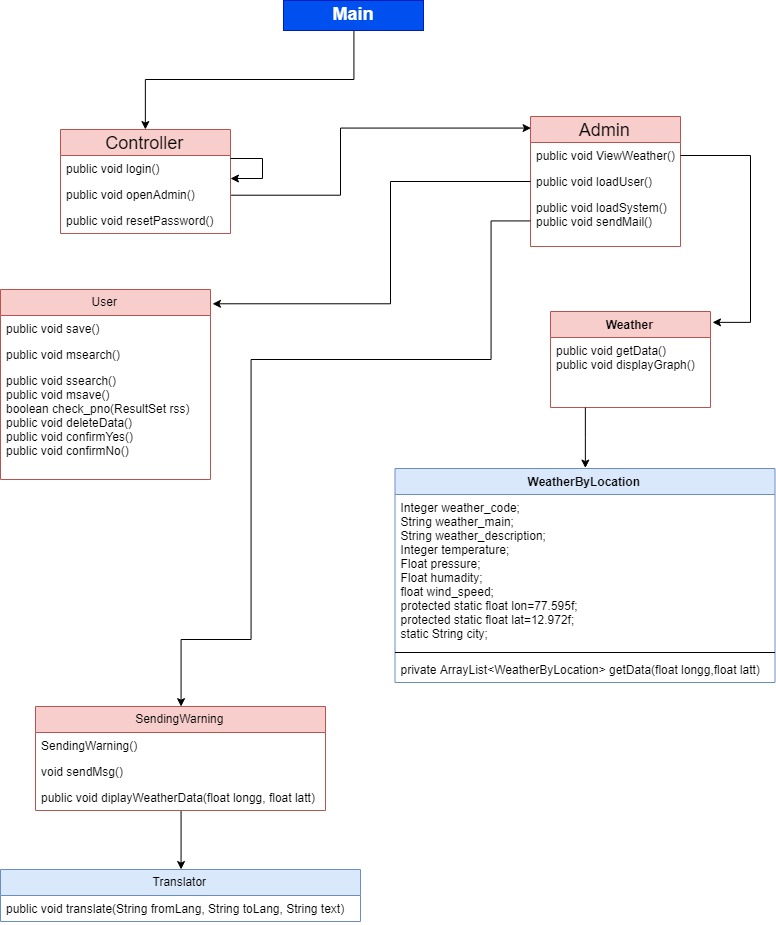 Main
Controller
public void login()
public void openAdmin()
public void resetPassword()
Admin
public void ViewWeather()
public void loadUser()
public void loadSystem()
public void sendMail()
User
public void save()
public void msearch()
public void ssearch()
public void msave()
boolean check_pno(ResultSet rss)
public void deleteData()
public void confirmYes()
public void confirmNo()
Weather
public void getData()
public void displayGraph()
WeatherByLocation
Integer weather_code;
String weather_main;
String weather_description;
Integer temperature;
Float pressure;
Float humadity;
float wind_speed;
protected static float lon=77.595f;
protected static float lat=12.972f;
static String city;
private ArrayList<WeatherByLocation> getData(float longg,float latt)
SendingWarning
SendingWarning()
void sendMsg()
public void diplayWeatherData(float longg, float latt)
Translator
public void translate(String fromLang, String toLang, String text)